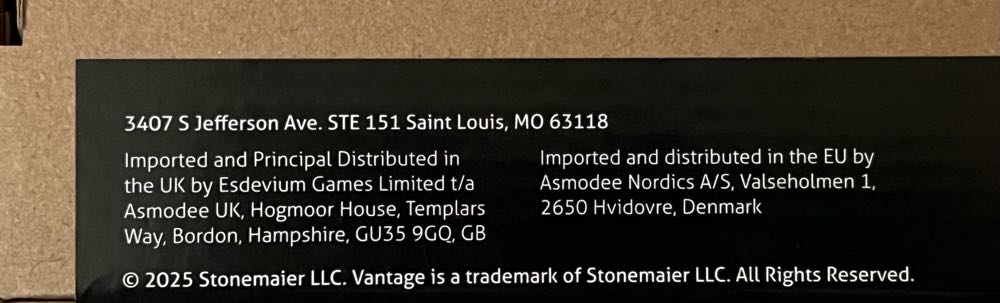 3407 S Jefferson Ave. STE 151 Saint Louis, MO 63118
Imported and Principal Distributed in
the UK by Esdevium Games Limited t/a
Asmodee UK, Hogmoor House, Templars
Way, Bordon, Hampshire, GU35 9GQ, GB
Imported and distributed in the EU by
Asmodee Nordics A/S, Valseholmen 1,
2650 Hvidovre, Denmark
© 2025 Stonemaier LLC. Vantage is a trademark of Stonemaier LLC. All Rights Reserved.